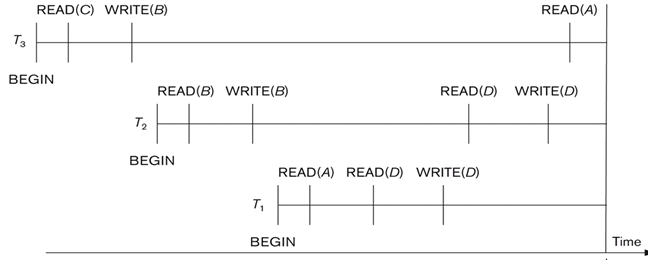 READ(C) WRITE(B) READ(A)
T3
BEGIN
READ(B) WRITE(B) READ(D) WRITE(D)
T2
BEGIN
READ(A) READ(D) WRITE(D)
T1
BEGIN
Time